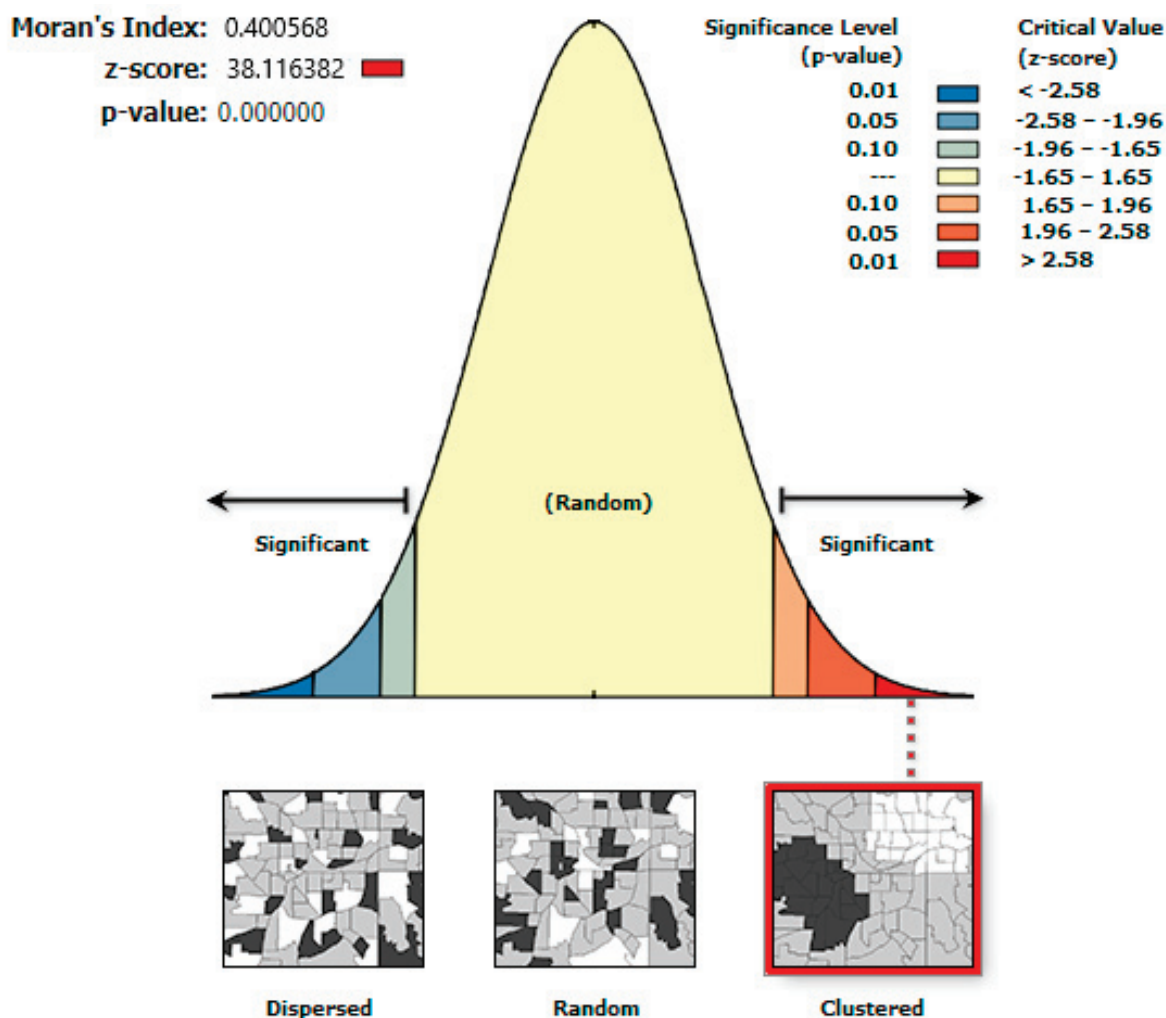 Moran's Index: 0.400568
z-score: 38.116382
p-value: 0.000000
Significance Level
(p-value)
Critical Value
(z-score)
0.01 < -2.58
0.05 -2.58 – -1.96
0.10 -1.96 – -1.65
--- -1.65 – 1.65
0.10 1.65 – 1.96
0.05 1.96 – 2.58
0.01 > 2.58
(Random)
Significant
Significant
Dispersed
Random
Clustered